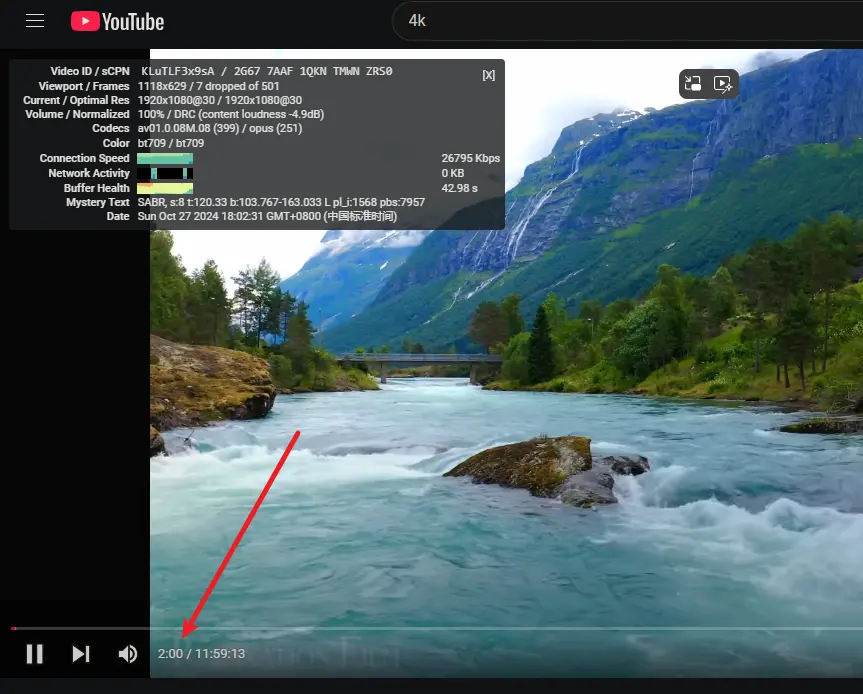 YouTube
4k
Video ID / sCPN KLuTLF3x9sA / 2G67 7AAF 1QKN TMWN ZRS0
[X]
Viewport / Frames 1118x629 / 7 dropped of 501
Current / Optimal Res 1920x1080@30 / 1920x1080@30
Volume / Normalized 100% / DRC (content loudness -4.9dB)
Codecs av01.0.08M.08 (399) / opus (251)
Color bt709 / bt709
Connection Speed 26795 Kbps
Network Activity 0 KB
Buffer Health 42.98 s
Mystery Text SABR, s:8 t:120.33 b:103.767-163.033 L pl_i:1568 pbs:7957
Date Sun Oct 27 2024 18:02:31 GMT+0800 (中国标准时间)
2:00 / 11:59:13